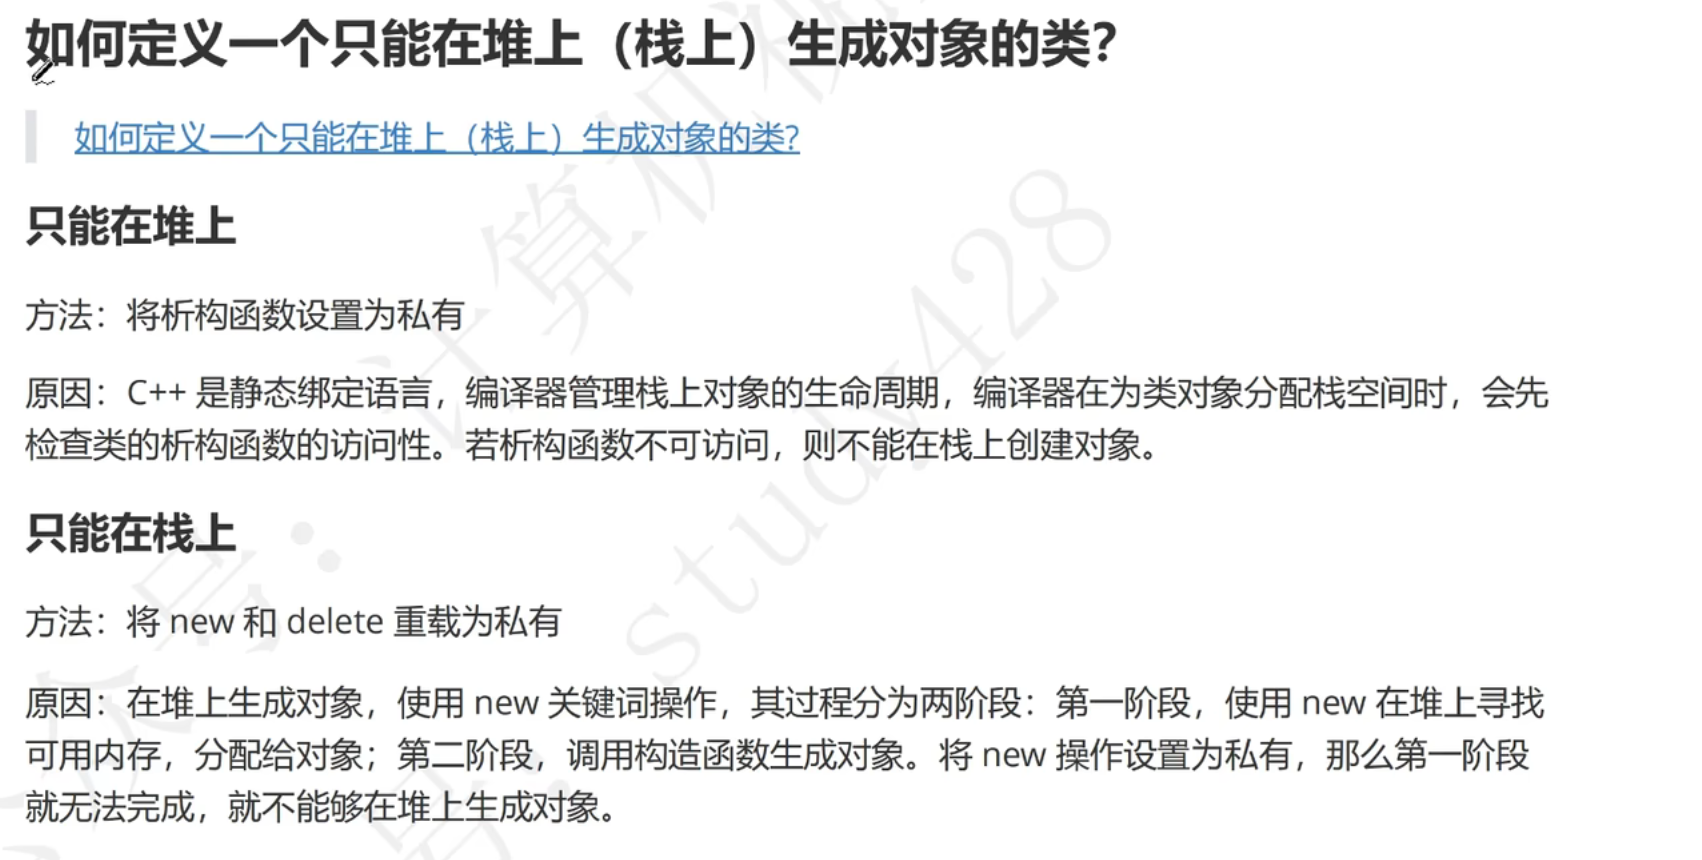 如何定义一个只能在堆上（栈上）生成对象的类?
如何定义一个只能在堆上（栈上）生成对象的类?
只能在堆上
方法：将析构函数设置为私有
原因：C++ 是静态绑定语言，编译器管理栈上对象的生命周期，编译器在为类对象分配栈空间时，会先
检查类的析构函数的访问性。若析构函数不可访问，则不能在栈上创建对象。
只能在栈上
方法：将 new 和 delete 重载为私有
原因：在堆上生成对象，使用 new 关键词操作，其过程分为两阶段：第一阶段，使用 new 在堆上寻找
可用内存，分配给对象；第二阶段，调用构造函数生成对象。将 new 操作设置为私有，那么第一阶段
就无法完成，就不能够在堆上生成对象。
众号：计算机视
号：study428